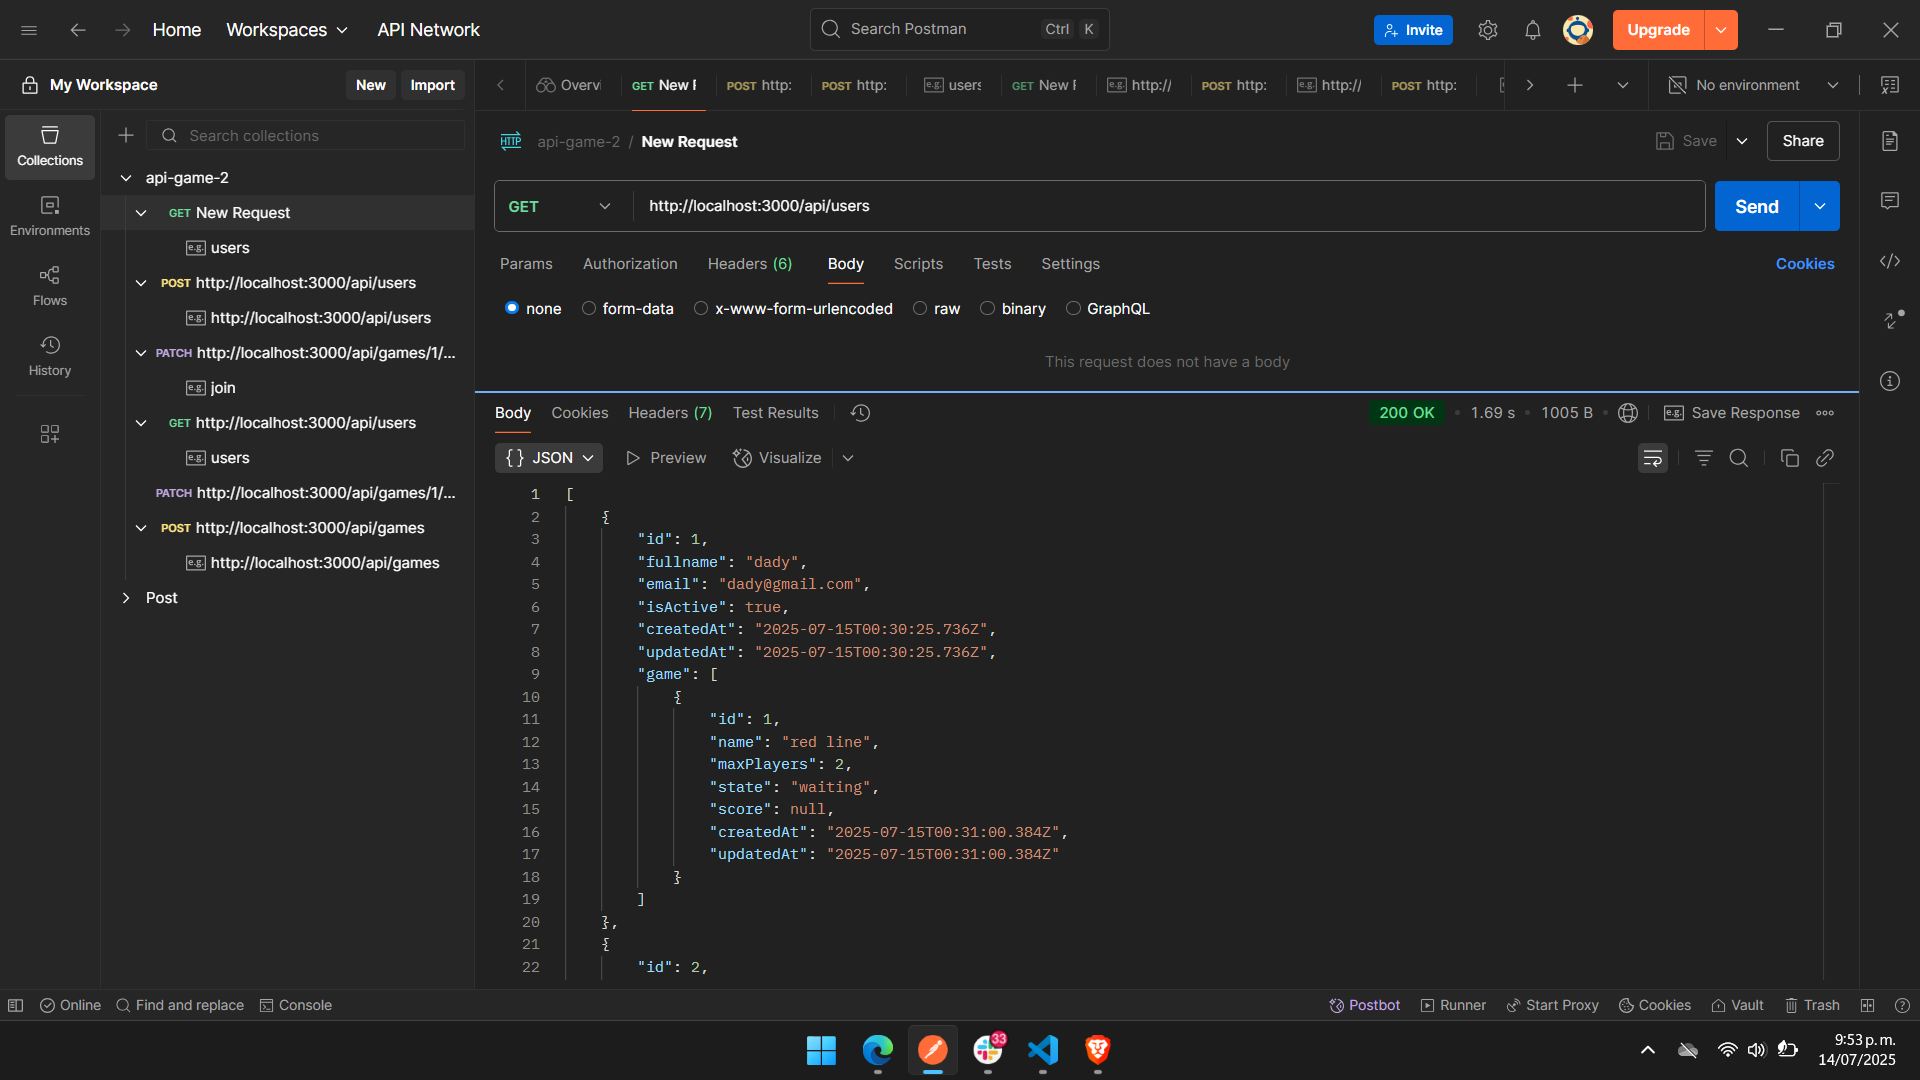 Home
Workspaces
API Network
Search Postman
Ctrl K
Invite
Upgrade
My Workspace
New
Import
Overvi
GET New F
POST http:
POST http:
e.g. users
GET New F
e.g. http://
POST http:
e.g. http://
POST http:
No environment
Collections
Environments
Flows
History
Search collections
api-game-2
GET New Request
e.g. users
POST http://localhost:3000/api/users
e.g. http://localhost:3000/api/users
PATCH http://localhost:3000/api/games/1/...
e.g. join
GET http://localhost:3000/api/users
e.g. users
PATCH http://localhost:3000/api/games/1/...
POST http://localhost:3000/api/games
e.g. http://localhost:3000/api/games
Post
HTTP api-game-2 / New Request
Save
Share
GET http://localhost:3000/api/users
Send
Params Authorization Headers (6) Body Scripts Tests Settings
Cookies
none form-data x-www-form-urlencoded raw binary GraphQL
This request does not have a body
Body Cookies Headers (7) Test Results
200 OK • 1.69 s • 1005 B •
e.g. Save Response
{} JSON Preview Visualize
1 [
2 {
3 "id": 1,
4 "fullname": "dady",
5 "email": "dady@gmail.com",
6 "isActive": true,
7 "createdAt": "2025-07-15T00:30:25.736Z",
8 "updatedAt": "2025-07-15T00:30:25.736Z",
9 "game": [
10 {
11 "id": 1,
12 "name": "red line",
13 "maxPlayers": 2,
14 "state": "waiting",
15 "score": null,
16 "createdAt": "2025-07-15T00:31:00.384Z",
17 "updatedAt": "2025-07-15T00:31:00.384Z"
18 }
19 ]
20 },
21 {
22 "id": 2,
Online
Find and replace
Console
Postbot
Runner
Start Proxy
Cookies
Vault
Trash
33
9:53 p. m.
14/07/2025